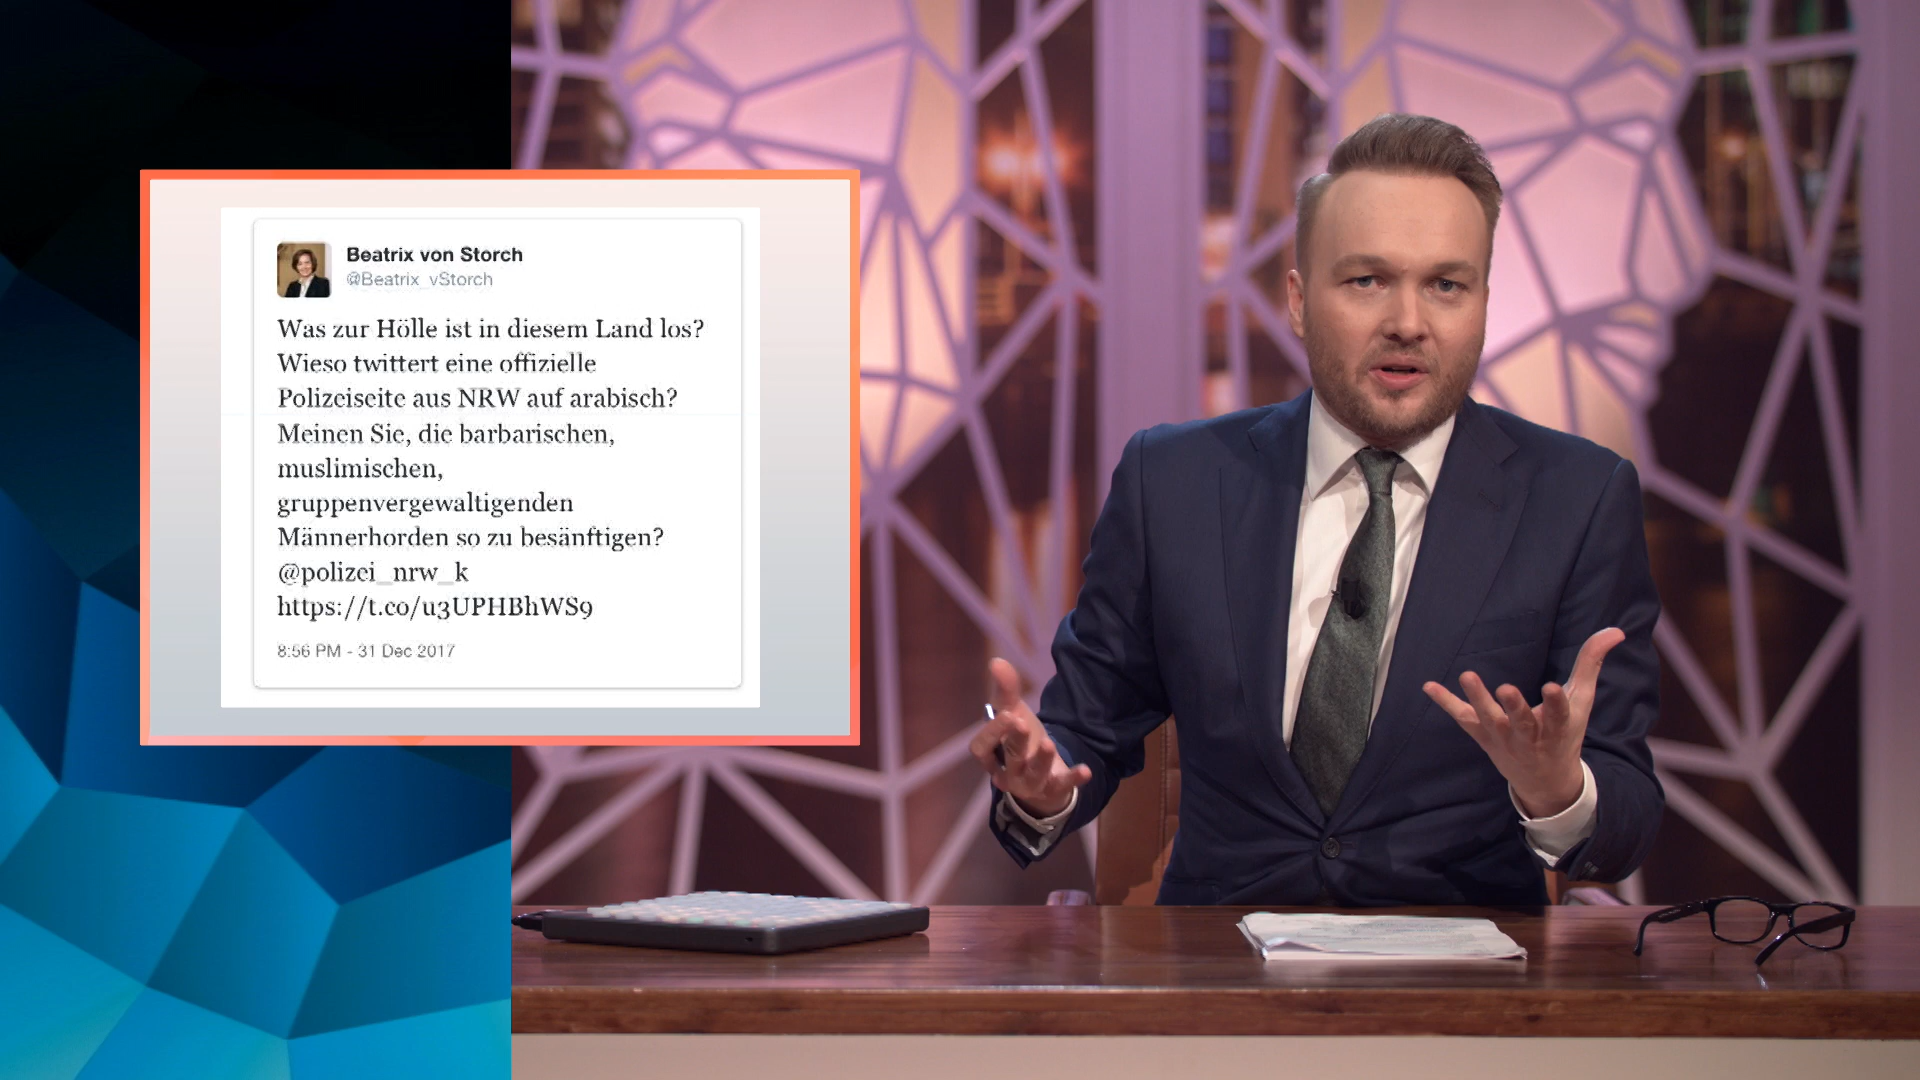 Beatrix von Storch
@Beatrix_vStorch
Was zur Hölle ist in diesem Land los?
Wieso twittert eine offizielle
Polizeiseite aus NRW auf arabisch?
Meinen Sie, die barbarischen,
muslimischen,
gruppenvergewaltigenden
Männerhorden so zu besänftigen?
@polizei_nrw_k
https://t.co/u3UPHBhWS9
8:56 PM - 31 Dec 2017